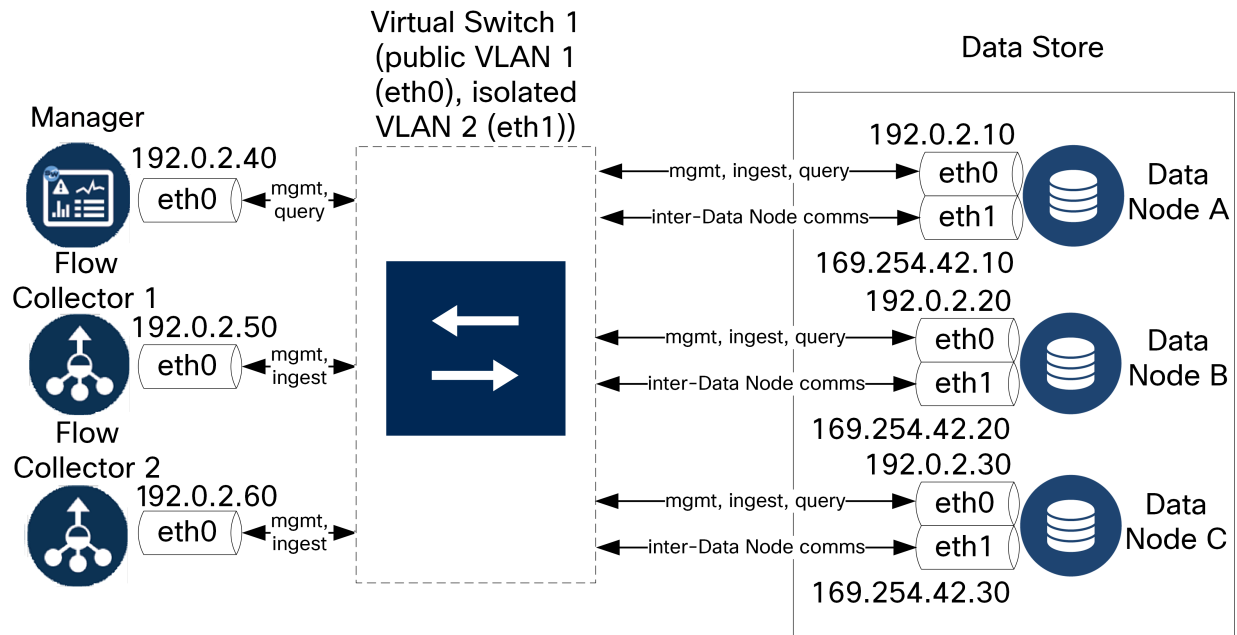 Virtual Switch 1
(public VLAN 1
(eth0), isolated
VLAN 2 (eth1))
Data Store
Manager
192.0.2.40
eth0
mgmt,
query
Flow
Collector 1
192.0.2.50
eth0
mgmt,
ingest
Flow
Collector 2
192.0.2.60
eth0
mgmt,
ingest
192.0.2.10
mgmt, ingest, query
eth0
inter-Data Node comms
eth1
169.254.42.10
Data
Node A
192.0.2.20
mgmt, ingest, query
eth0
inter-Data Node comms
eth1
169.254.42.20
Data
Node B
192.0.2.30
mgmt, ingest, query
eth0
inter-Data Node comms
eth1
169.254.42.30
Data
Node C